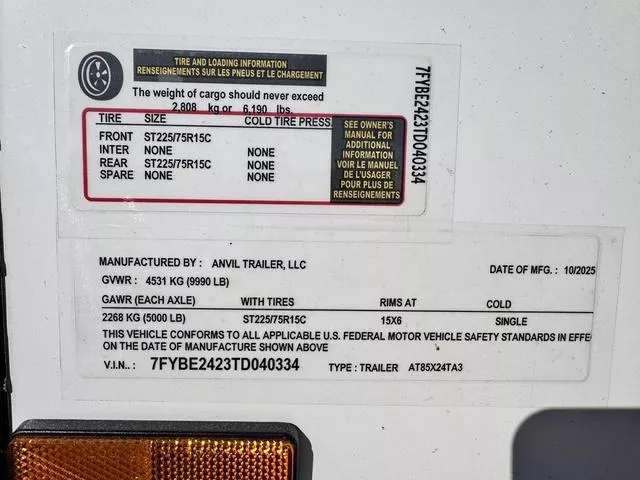 TIRE AND LOADING INFORMATION
RENSEIGNEMENTS SUR LES PNEUS ET LE CHARGEMENT
The weight of cargo should never exceed
2,808 kg or 6,190 lbs.
TIRE SIZE COLD TIRE PRESS
FRONT ST225/75R15C
INTER NONE NONE
REAR ST225/75R15C NONE
SPARE NONE NONE
SEE OWNER'S
MANUAL FOR
ADDITIONAL
INFORMATION
VOIR LE MANUEL
DE L'USAGER
POUR PLUS DE
RENSEIGNEMENTS
7FYBE2423TD040334
MANUFACTURED BY : ANVIL TRAILER, LLC DATE OF MFG. : 10/2025
GVWR : 4531 KG (9990 LB)
GAWR (EACH AXLE) WITH TIRES RIMS AT COLD
2268 KG (5000 LB) ST225/75R15C 15X6 SINGLE
THIS VEHICLE CONFORMS TO ALL APPLICABLE U.S. FEDERAL MOTOR VEHICLE SAFETY STANDARDS IN EFFE
ON THE DATE OF MANUFACTURE SHOWN ABOVE
V.I.N.. : 7FYBE2423TD040334 TYPE : TRAILER AT85X24TA3